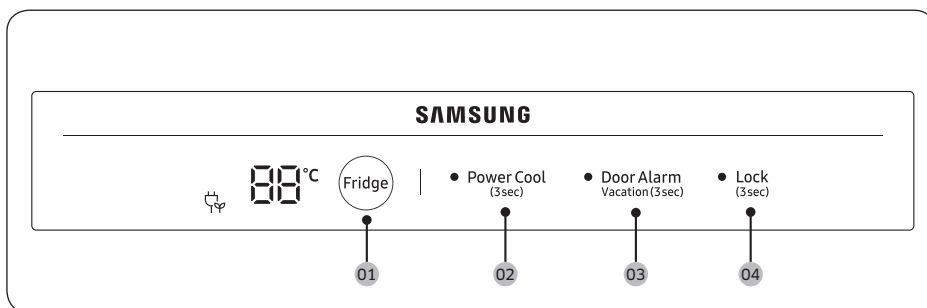 SAMSUNG
88°C Fridge Power Cool Door Alarm Lock
(3sec) Vacation(3sec) (3sec)
01 02 03 04